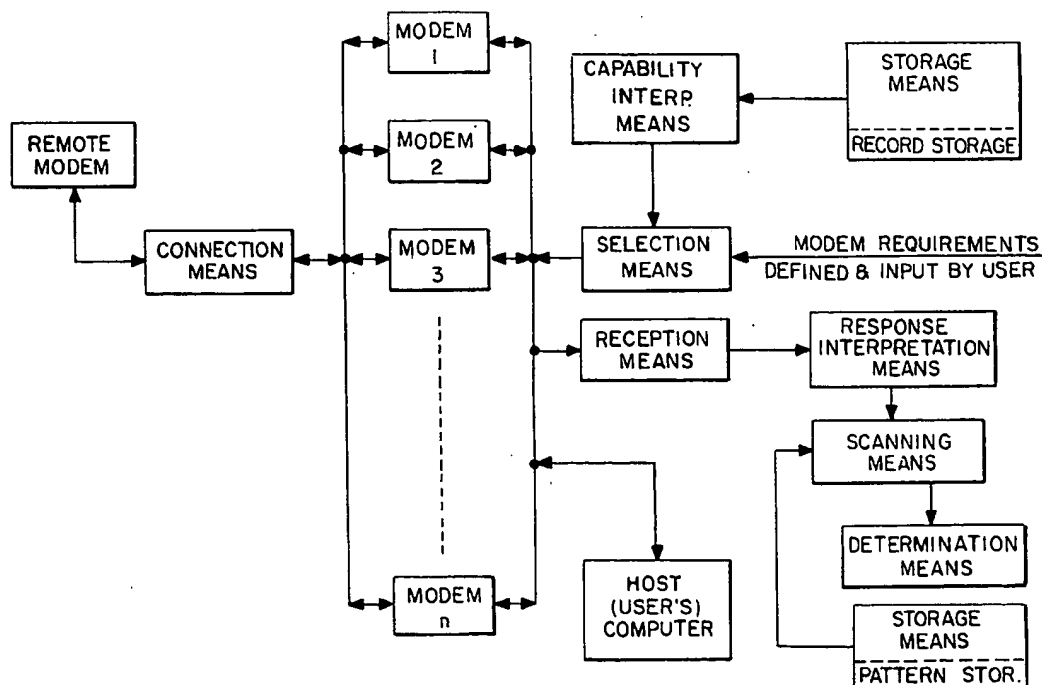 REMOTE
MODEM
CONNECTION
MEANS
MODEM
1
MODEM
2
MODEM
3
MODEM
n
CAPABILITY
INTERP.
MEANS
STORAGE
MEANS
RECORD STORAGE
SELECTION
MEANS
MODEM REQUIREMENTS
DEFINED & INPUT BY USER
RECEPTION
MEANS
RESPONSE
INTERPRETATION
MEANS
SCANNING
MEANS
DETERMINATION
MEANS
HOST
(USER'S)
COMPUTER
STORAGE
MEANS
PATTERN STOR.